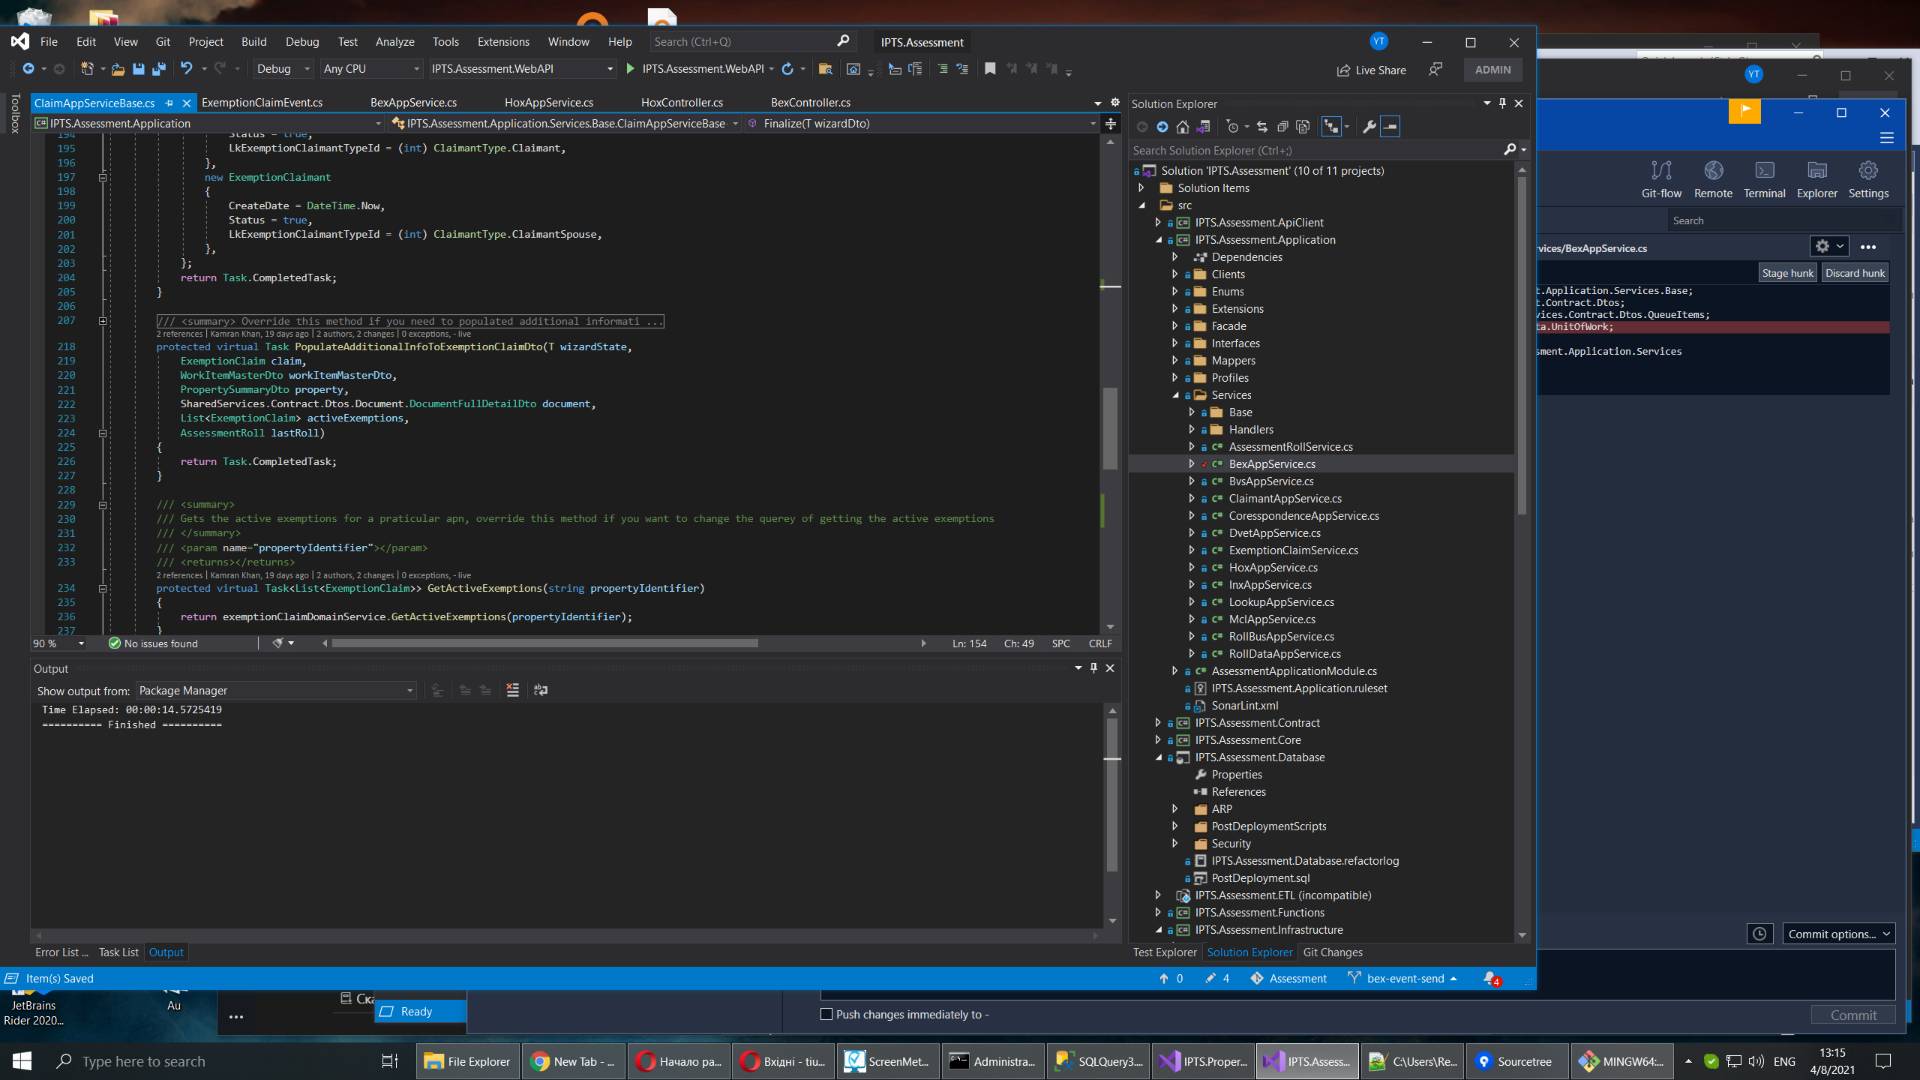 File Edit View Git Project Build Debug Test Analyze Tools Extensions Window Help Search (Ctrl+Q) IPTS.Assessment YT
Debug Any CPU IPTS.Assessment.WebAPI IPTS.Assessment.WebAPI Live Share ADMIN
Toolbox
ClaimAppServiceBase.cs ExemptionClaimEvent.cs BexAppService.cs HoxAppService.cs HoxController.cs BexController.cs
IPTS.Assessment.Application IPTS.Assessment.Application.Services.Base.ClaimAppServiceBase Finalize(T wizardDto)
194 Status = true,
195 LkExemptionClaimantTypeId = (int) ClaimantType.Claimant,
196 },
197 new ExemptionClaimant
198 {
199 CreateDate = DateTime.Now,
200 Status = true,
201 LkExemptionClaimantTypeId = (int) ClaimantType.ClaimantSpouse,
202 },
203 };
204 return Task.CompletedTask;
205 }
206
207 /// <summary> Override this method if you need to populated additional informati ...
2 references | Kamran Khan, 19 days ago | 2 authors, 2 changes | 0 exceptions, - live
218 protected virtual Task PopulateAdditionalInfoToExemptionClaimDto(T wizardState,
219 ExemptionClaim claim,
220 WorkItemMasterDto workItemMasterDto,
221 PropertySummaryDto property,
222 SharedServices.Contract.Dtos.Document.DocumentFullDetailDto document,
223 List<ExemptionClaim> activeExemptions,
224 AssessmentRoll lastRoll)
225 {
226 return Task.CompletedTask;
227 }
228
229 /// <summary>
230 /// Gets the active exemptions for a praticular apn, override this method if you want to change the querey of getting the active exemptions
231 /// </summary>
232 /// <param name="propertyIdentifier"></param>
233 /// <returns></returns>
2 references | Kamran Khan, 19 days ago | 2 authors, 2 changes | 0 exceptions, - live
234 protected virtual Task<List<ExemptionClaim>> GetActiveExemptions(string propertyIdentifier)
235 {
236 return exemptionClaimDomainService.GetActiveExemptions(propertyIdentifier);
237 }
90 % No issues found Ln: 154 Ch: 49 SPC CRLF
Output
Show output from: Package Manager
Time Elapsed: 00:00:14.5725419
========== Finished ==========
Error List ... Task List Output
Solution Explorer
Search Solution Explorer (Ctrl+;)
Solution 'IPTS.Assessment' (10 of 11 projects)
Solution Items
src
IPTS.Assessment.ApiClient
IPTS.Assessment.Application
Dependencies
Clients
Enums
Extensions
Facade
Interfaces
Mappers
Profiles
Services
Base
Handlers
AssessmentRollService.cs
BexAppService.cs
BvsAppService.cs
ClaimantAppService.cs
CoresspondenceAppService.cs
DvetAppService.cs
ExemptionClaimService.cs
HoxAppService.cs
InxAppService.cs
LookupAppService.cs
MclAppService.cs
RollBusAppService.cs
RollDataAppService.cs
AssessmentApplicationModule.cs
IPTS.Assessment.Application.ruleset
SonarLint.xml
IPTS.Assessment.Contract
IPTS.Assessment.Core
IPTS.Assessment.Database
Properties
References
ARP
PostDeploymentScripts
Security
IPTS.Assessment.Database.refactorlog
PostDeployment.sql
IPTS.Assessment.ETL (incompatible)
IPTS.Assessment.Functions
IPTS.Assessment.Infrastructure
Test Explorer Solution Explorer Git Changes
Item(s) Saved 0 4 Assessment bex-event-send 4
YT
Git-flow Remote Terminal Explorer Settings
Search
vices/BexAppService.cs
Stage hunk Discard hunk
t.Application.Services.Base;
t.Contract.Dtos;
vices.Contract.Dtos.QueueItems;
ta.UnitOfWork;
sment.Application.Services
Commit options...
Push changes immediately to -
Commit
JetBrains
Rider 2020...
Au
Ска
Ready
Type here to search File Explorer New Tab - ... Начало ра... Вхідні - tiu... ScreenMet... Administra... SQLQuery3.... IPTS.Proper... IPTS.Assess... C:\Users\Re... Sourcetree MINGW64:... ENG 13:15
4/8/2021